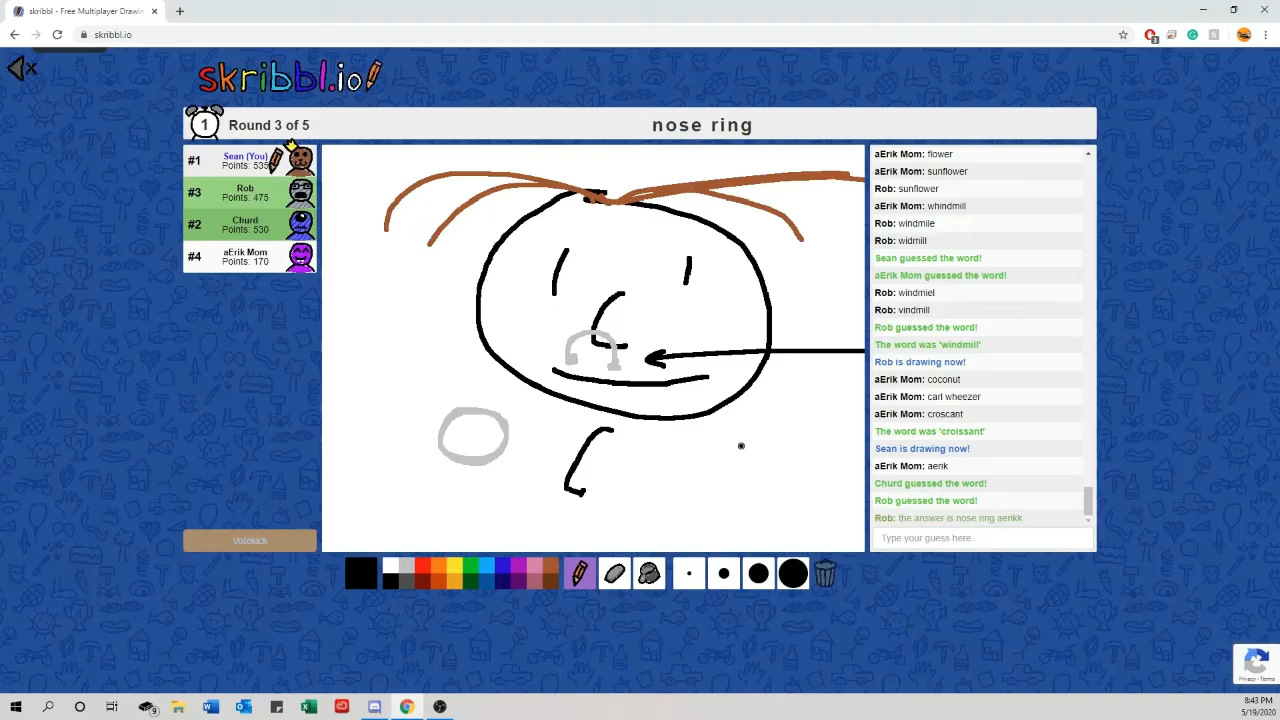 skribbl - Free Multiplayer Drawin
skribbl.io
3
skribbl.io
1
Round 3 of 5
nose ring
#1
Sean (You)
Points: 535
#3
Rob
Points: 475
#2
Churd
Points: 530
#4
aErik Mom
Points: 170
Votekick
aErik Mom: flower
aErik Mom: sunflower
Rob: sunflower
aErik Mom: whindmill
Rob: windmile
Rob: widmill
Sean guessed the word!
aErik Mom guessed the word!
Rob: windmiel
Rob: vindmill
Rob guessed the word!
The word was 'windmill'
Rob is drawing now!
aErik Mom: coconut
aErik Mom: carl wheezer
aErik Mom: croscant
The word was 'croissant'
Sean is drawing now!
aErik Mom: aerik
Churd guessed the word!
Rob guessed the word!
Rob: the answer is nose ring aerikk
Type your guess here...
Privacy - Terms
9
8:43 PM
5/19/2020